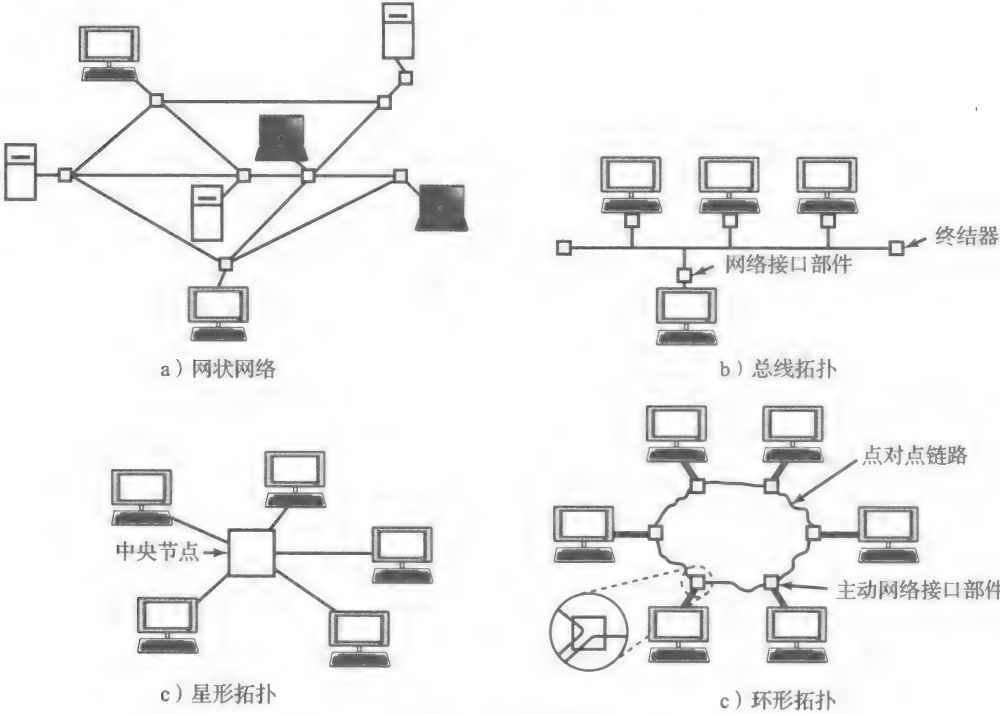 终结器
网络接口部件
a）网状网络
b）总线拓扑
点对点链路
中央节点
主动网络接口部件
c）星形拓扑
c）环形拓扑